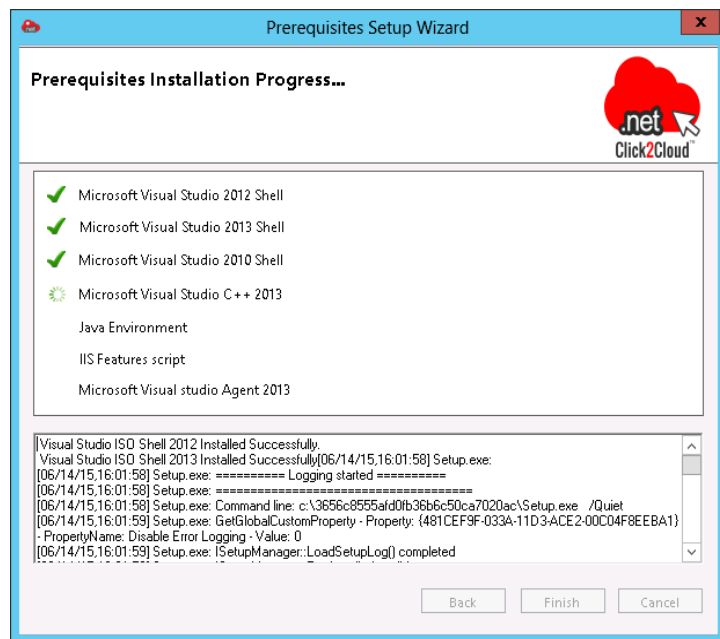 .net
Prerequisites Setup Wizard
x
Prerequisites Installation Progress...
.net
Click2Cloud™
Microsoft Visual Studio 2012 Shell
Microsoft Visual Studio 2013 Shell
Microsoft Visual Studio 2010 Shell
Microsoft Visual Studio C++ 2013
Java Environment
IIS Features script
Microsoft Visual studio Agent 2013
Visual Studio ISO Shell 2012 Installed Successfully.
Visual Studio ISO Shell 2013 Installed Successfully[06/14/15,16:01:58] Setup.exe:
[06/14/15,16:01:58] Setup.exe: ========== Logging started ==========
[06/14/15,16:01:58] Setup.exe: =====================================
[06/14/15,16:01:58] Setup.exe: Command line: c:\3656c8555afd0fb36b6c50ca7020ac\Setup.exe /Quiet
[06/14/15,16:01:59] Setup.exe: GetGlobalCustomProperty - Property: {481CEF9F-033A-11D3-ACE2-00C04F8EEBA1}
- PropertyName: Disable Error Logging - Value: 0
[06/14/15,16:01:59] Setup.exe: ISetupManager::LoadSetupLog() completed
Back
Finish
Cancel